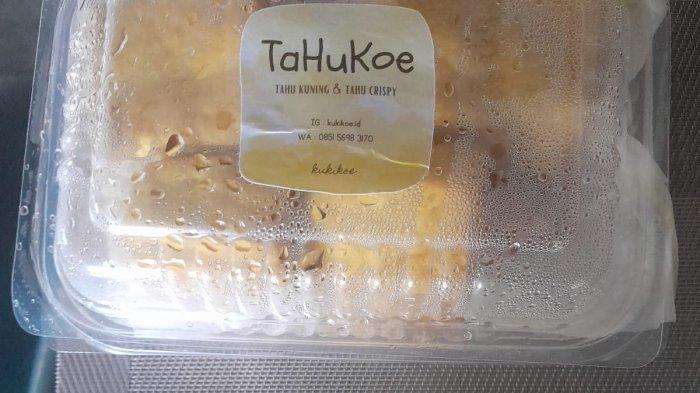 TaHuKoe
TAHU KUNING & TAHU CRISPY
IG : kukikoe.id
WA : 0851 5698 3170
kukikoe